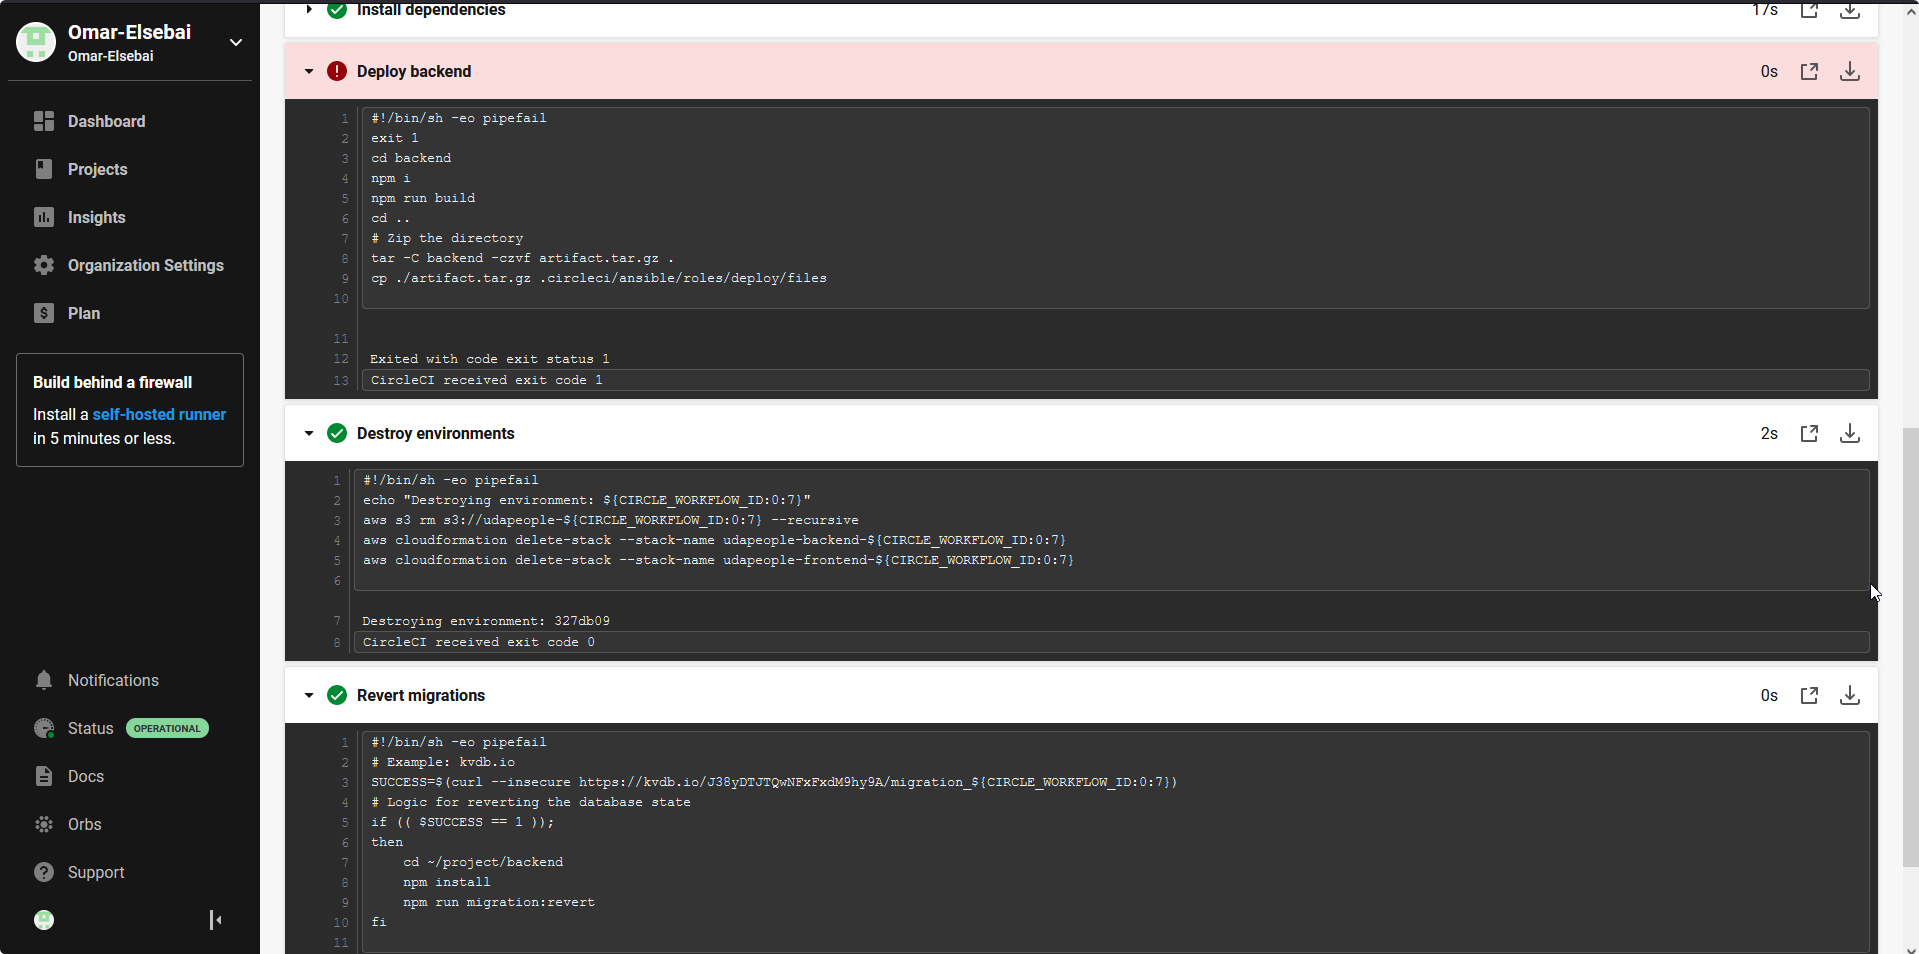 Omar-Elsebai
Omar-Elsebai
Dashboard
Projects
Insights
Organization Settings
$ Plan
Build behind a firewall
Install a self-hosted runner
in 5 minutes or less.
Notifications
Status OPERATIONAL
Docs
Orbs
? Support
Install dependencies 17s
! Deploy backend 0s
1 #!/bin/sh -eo pipefail
2 exit 1
3 cd backend
4 npm i
5 npm run build
6 cd ..
7 # Zip the directory
8 tar -C backend -czvf artifact.tar.gz .
9 cp ./artifact.tar.gz .circleci/ansible/roles/deploy/files
10
11
12 Exited with code exit status 1
13 CircleCI received exit code 1
Destroy environments 2s
1 #!/bin/sh -eo pipefail
2 echo "Destroying environment: ${CIRCLE_WORKFLOW_ID:0:7}"
3 aws s3 rm s3://udapeople-${CIRCLE_WORKFLOW_ID:0:7} --recursive
4 aws cloudformation delete-stack --stack-name udapeople-backend-${CIRCLE_WORKFLOW_ID:0:7}
5 aws cloudformation delete-stack --stack-name udapeople-frontend-${CIRCLE_WORKFLOW_ID:0:7}
6
7 Destroying environment: 327db09
8 CircleCI received exit code 0
Revert migrations 0s
1 #!/bin/sh -eo pipefail
2 # Example: kvdb.io
3 SUCCESS=$(curl --insecure https://kvdb.io/J38yDTJTQwNFxFxdM9hy9A/migration_${CIRCLE_WORKFLOW_ID:0:7})
4 # Logic for reverting the database state
5 if (( $SUCCESS == 1 ));
6 then
7 cd ~/project/backend
8 npm install
9 npm run migration:revert
10 fi
11